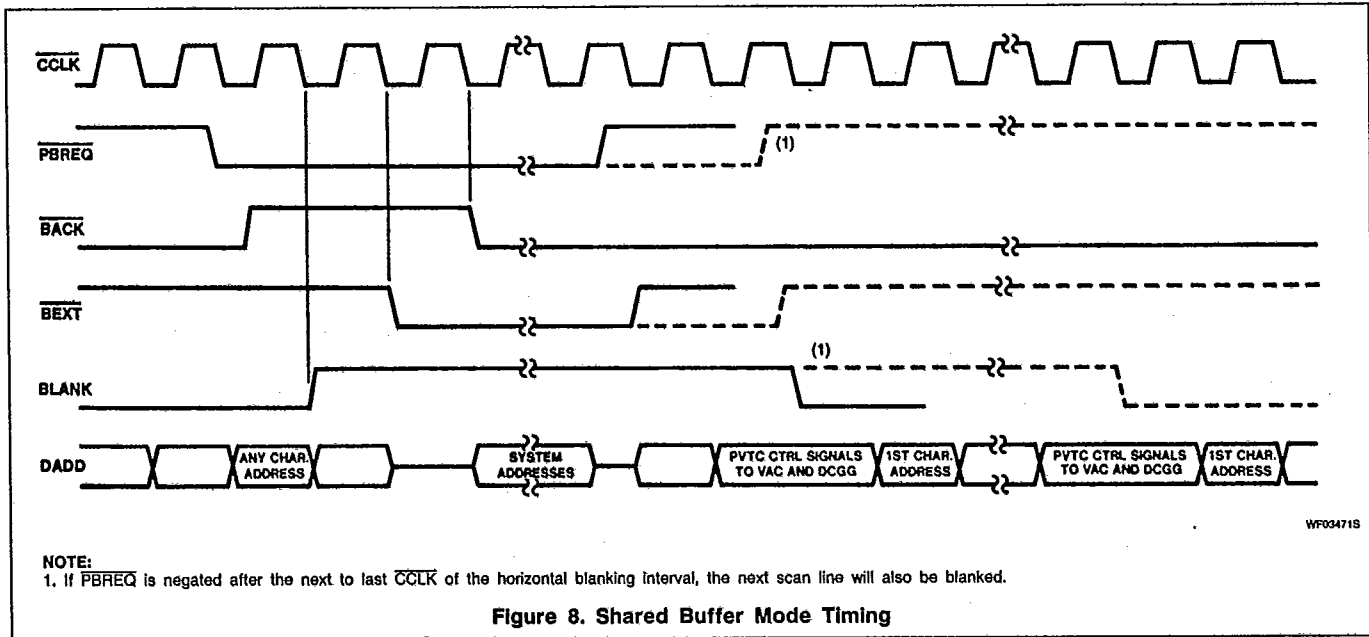 CCLK
PBREQ
(1)
BACK
BEXT
(1)
BLANK
DADD
ANY CHAR.
ADDRESS
SYSTEM
ADDRESSES
PVTC CTRL SIGNALS
TO VAC AND DCGG
1ST CHAR.
ADDRESS
PVTC CTRL SIGNALS
TO VAC AND DCGG
1ST CHAR.
ADDRESS
WF03471S
NOTE:
1. If PBREQ is negated after the next to last CCLK of the horizontal blanking interval, the next scan line will also be blanked.
Figure 8. Shared Buffer Mode Timing